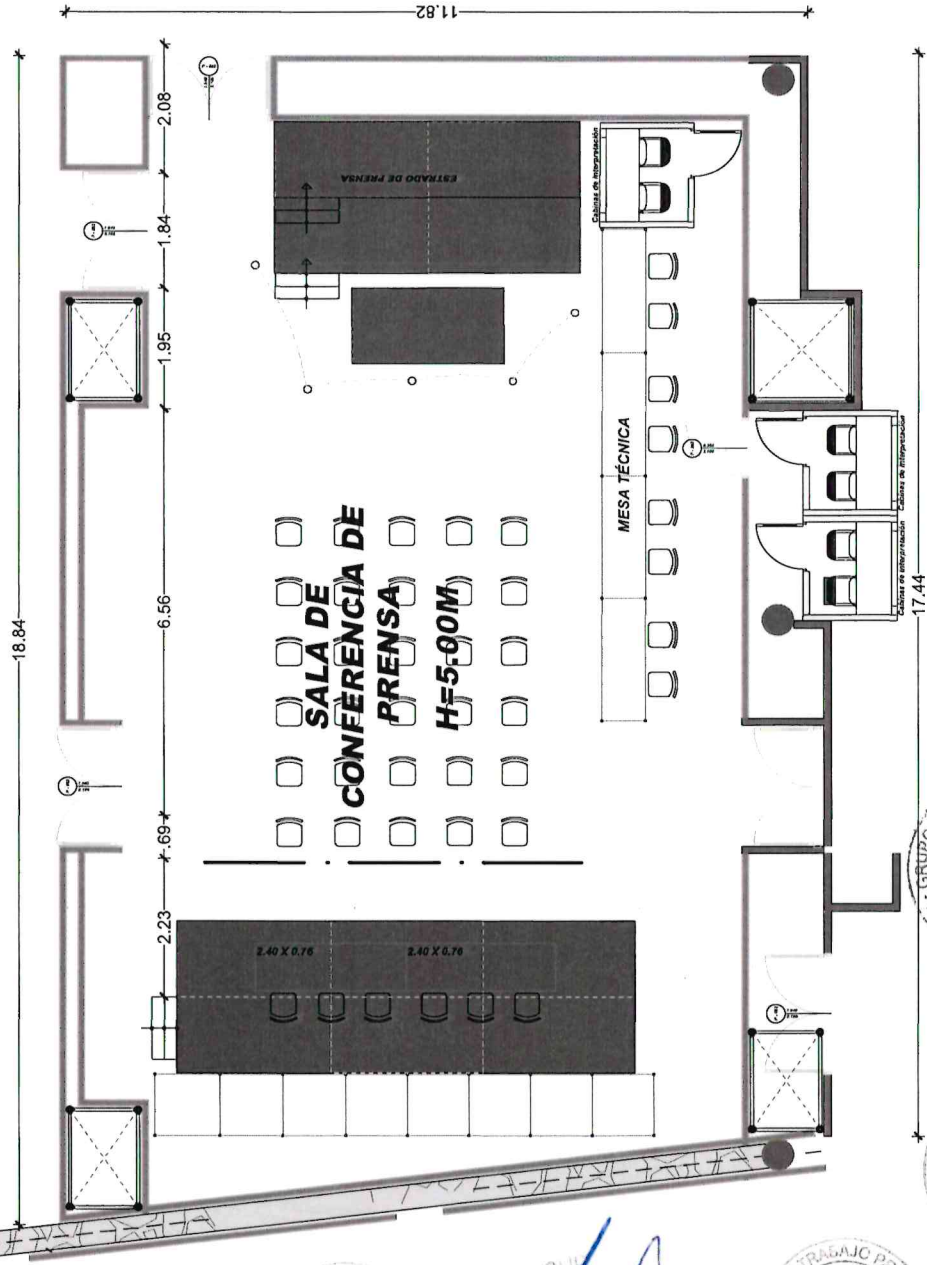 11.82
18.84
2.08
1.84
1.95
6.56
.69
2.23
ESTRADO DE PRENSA
Cabinas de interpretación
MESA TÉCNICA
SALA DE
CONFERENCIA DE
PRENSA
H=5.00M
Cabinas de interpretación
Cabinas de interpretación
17.44
2.40 X 0.76
2.40 X 0.76
GRUPO
TRABAJO